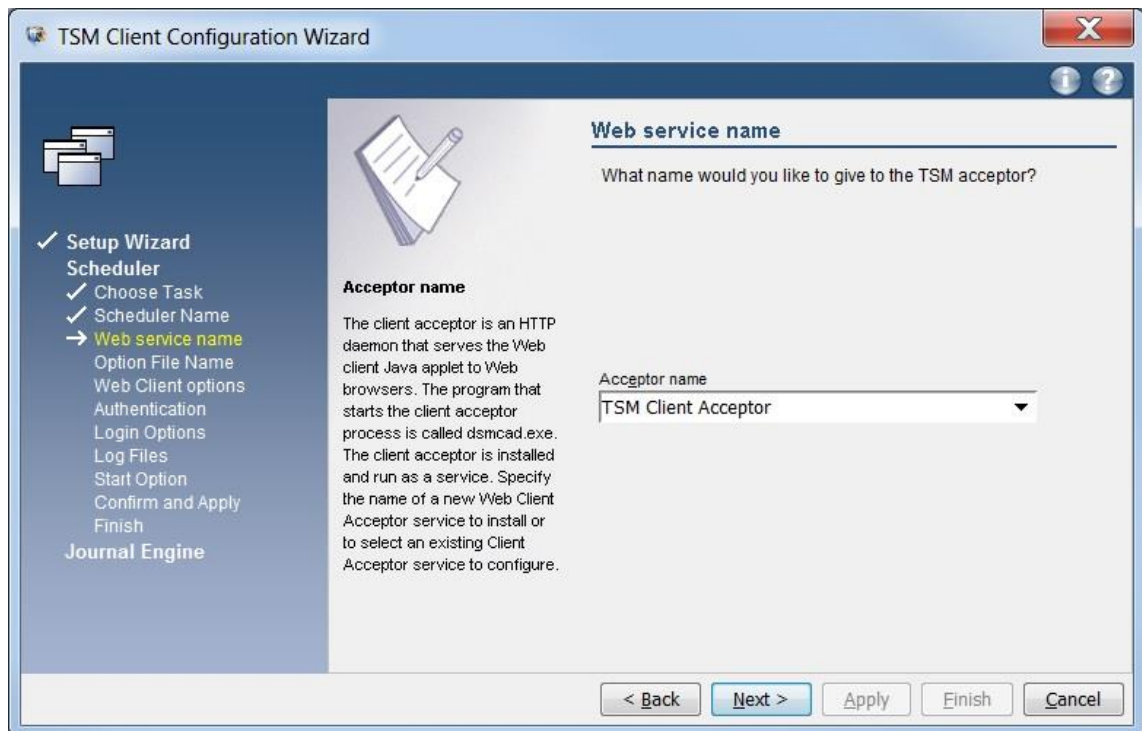 TSM Client Configuration Wizard
Setup Wizard
Scheduler
Choose Task
Scheduler Name
Web service name
Option File Name
Web Client options
Authentication
Login Options
Log Files
Start Option
Confirm and Apply
Finish
Journal Engine
Acceptor name
The client acceptor is an HTTP
daemon that serves the Web
client Java applet to Web
browsers. The program that
starts the client acceptor
process is called dsmcad.exe.
The client acceptor is installed
and run as a service. Specify
the name of a new Web Client
Acceptor service to install or
to select an existing Client
Acceptor service to configure.
Web service name
What name would you like to give to the TSM acceptor?
Acceptor name
TSM Client Acceptor
< Back Next > Apply Finish Cancel